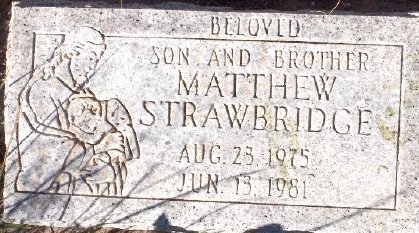 BELOVED
SON AND BROTHER
MATTHEW
STRAWBRIDGE
AUG. 23, 1975
JUN. 13, 1981